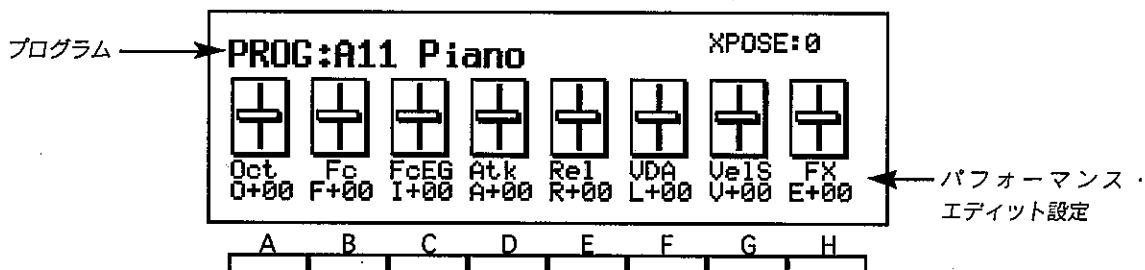 プログラム
PROG:A11 Piano
XPOSE:0
Oct Fc FcEG Atk Rel VDA VelS FX
O+00 F+00 I+00 A+00 R+00 L+00 V+00 E+00
パフォーマンス・
エディット設定
A B C D E F G H